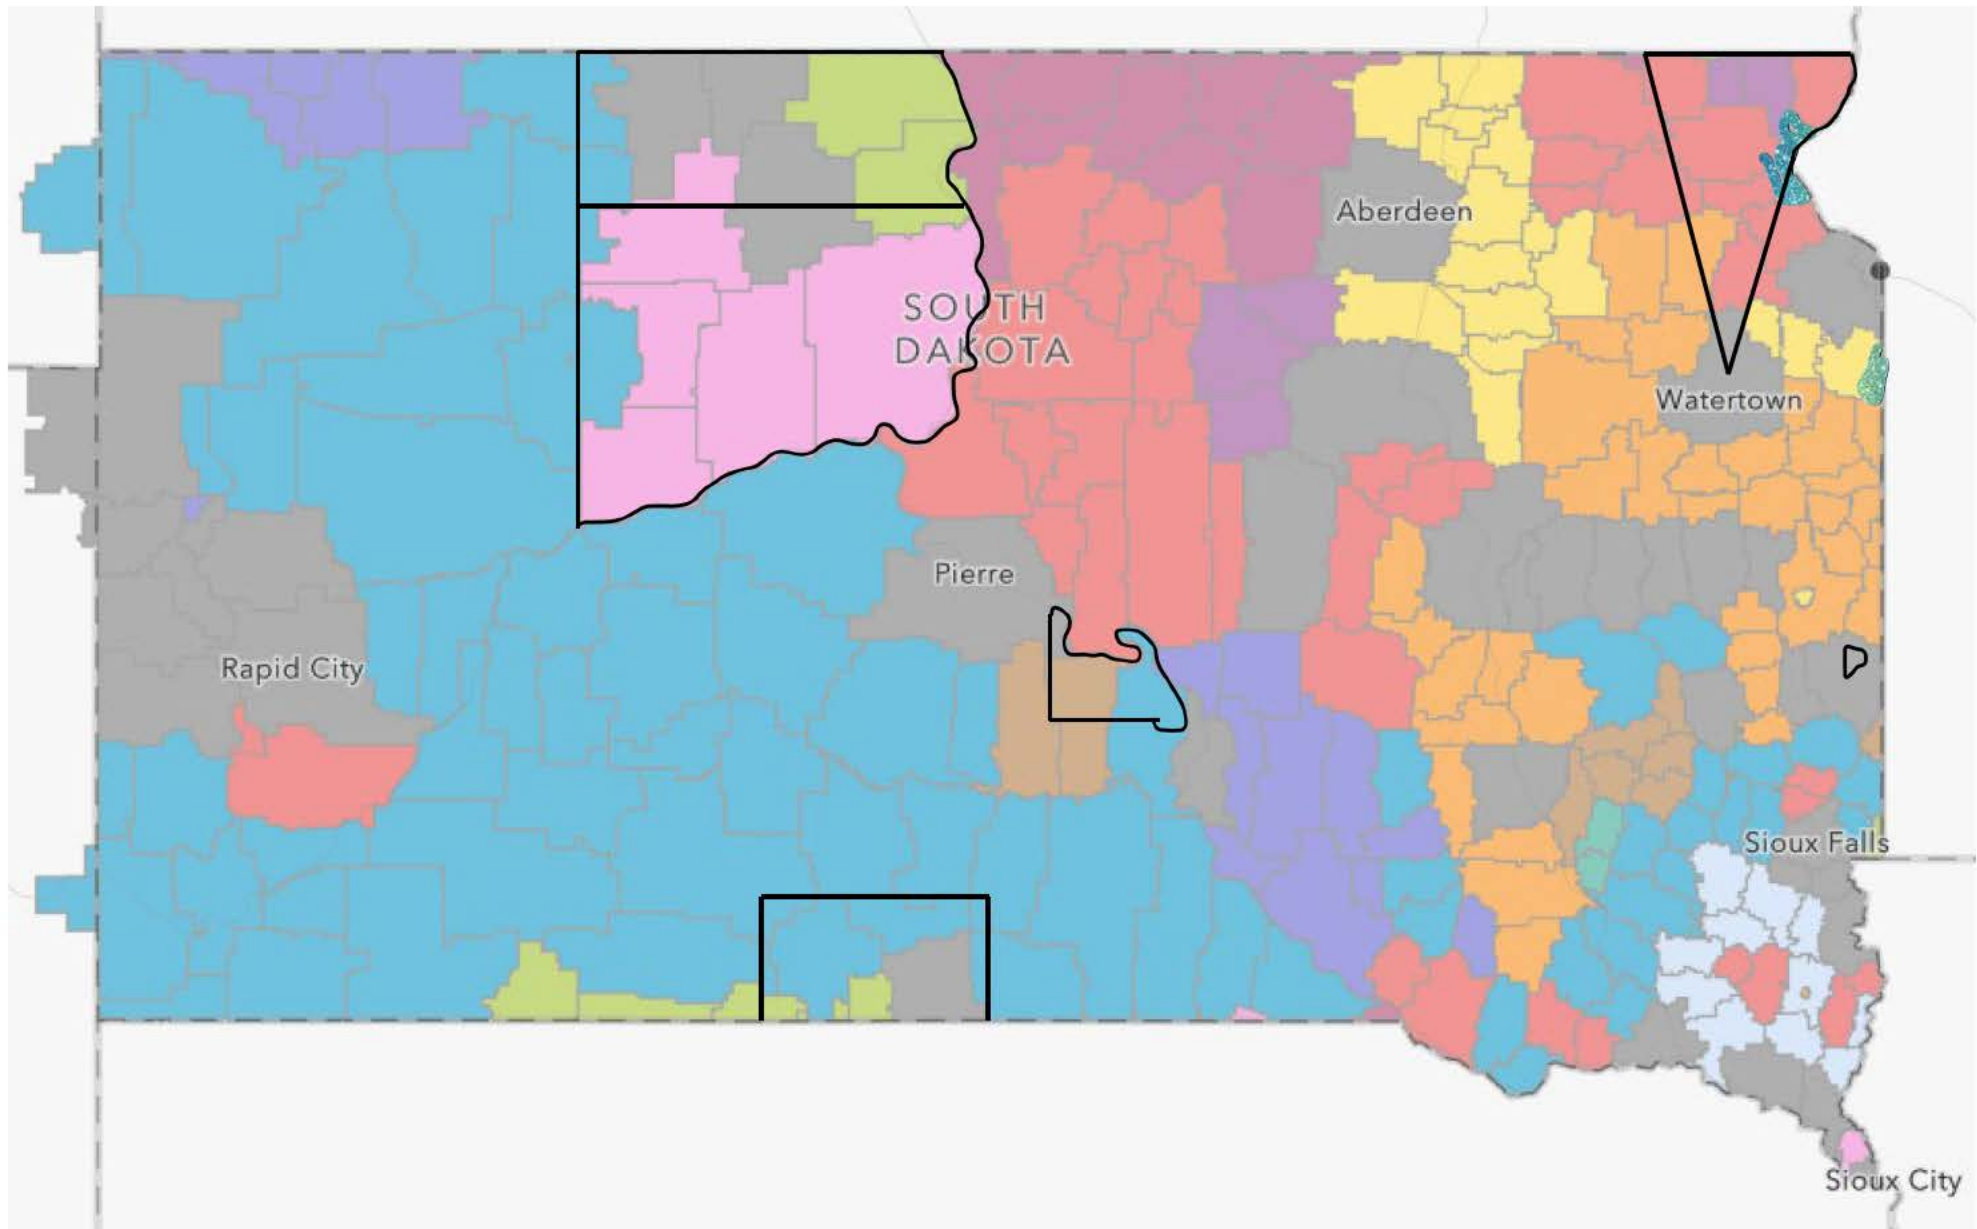 Aberdeen
SOUTH
DAKOTA
Watertown
Pierre
Rapid City
Sioux Falls
Sioux City